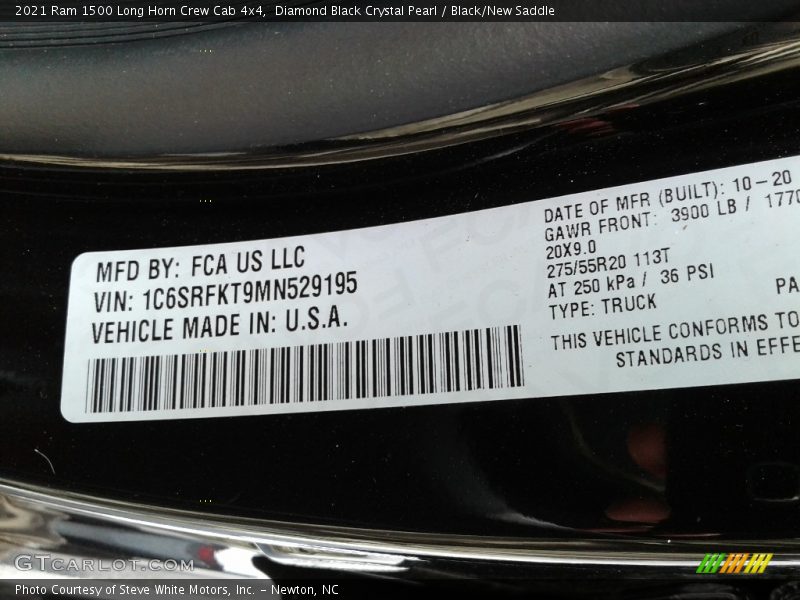 2021 Ram 1500 Long Horn Crew Cab 4x4,  Diamond Black Crystal Pearl / Black/New Saddle
MFD BY: FCA US LLC
VIN: 1C6SRFKT9MN529195
VEHICLE MADE IN: U.S.A.
DATE OF MFR (BUILT): 10-20
GAWR FRONT: 3900 LB / 1770
20X9.0
275/55R20 113T
AT 250 kPa / 36 PSI
TYPE: TRUCK
PA
THIS VEHICLE CONFORMS TO
STANDARDS IN EFFE
GTCARLOT.COM
Photo Courtesy of Steve White Motors, Inc. – Newton, NC